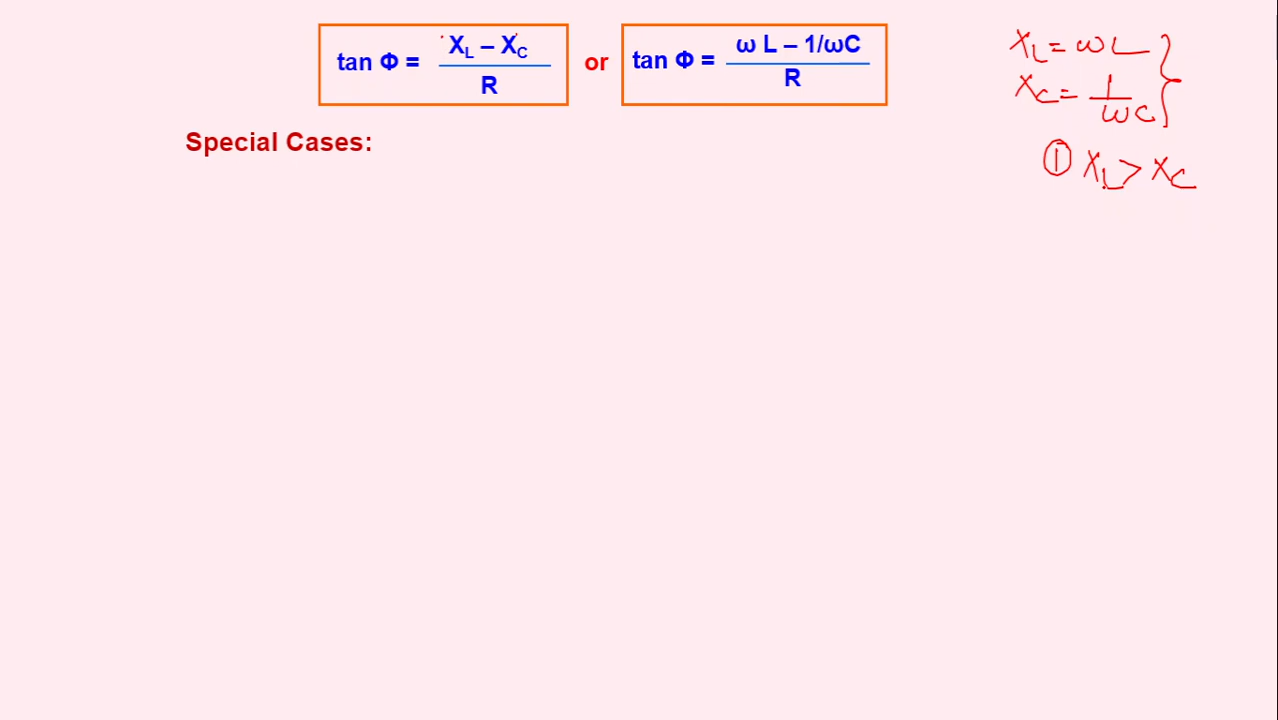 tan Φ = X_L – X_C / R or tan Φ = ω L – 1/ωC / R
X_L = ωL
X_C = 1/ωC
Special Cases:
① X_L > X_C